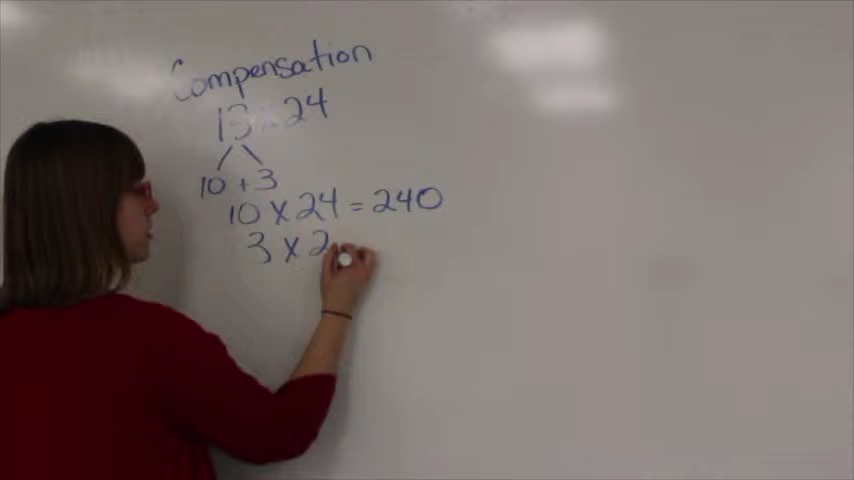 Compensation
13 x 24
10 + 3
10 x 24 = 240
3 x 2